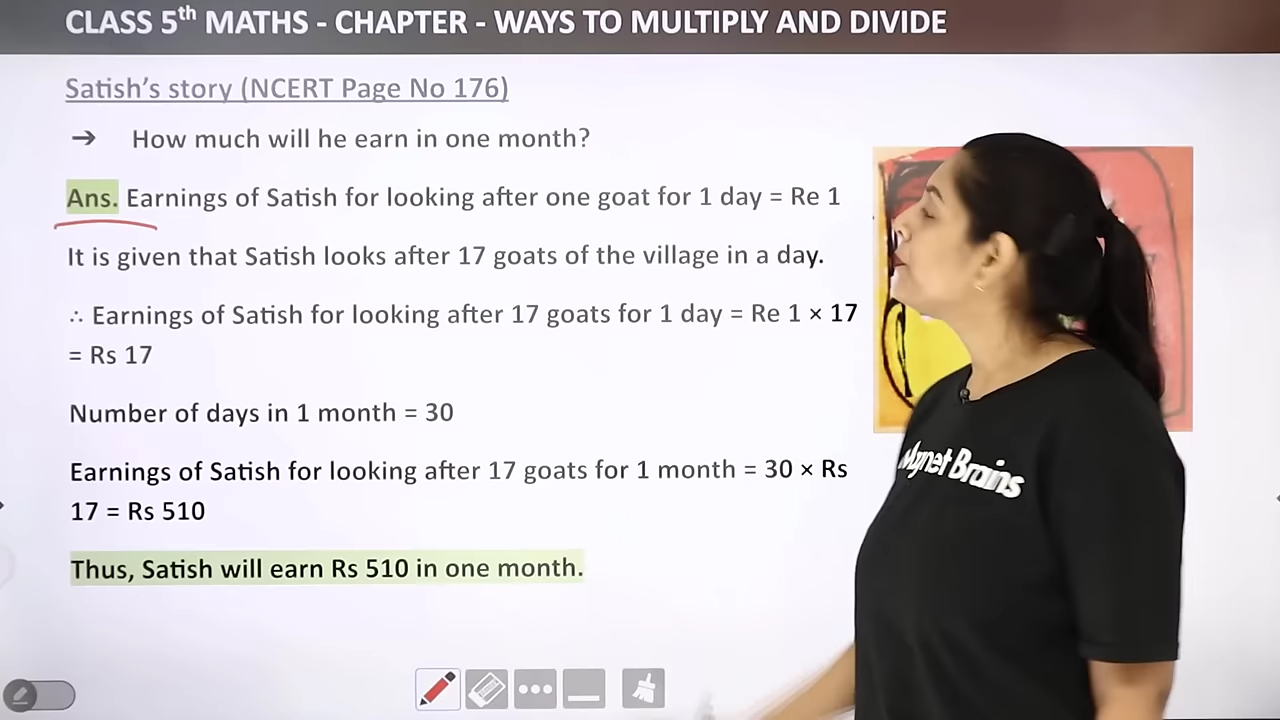 CLASS 5th MATHS - CHAPTER - WAYS TO MULTIPLY AND DIVIDE
Satish's story (NCERT Page No 176)
➔ How much will he earn in one month?
Ans. Earnings of Satish for looking after one goat for 1 day = Re 1
It is given that Satish looks after 17 goats of the village in a day.
∴ Earnings of Satish for looking after 17 goats for 1 day = Re 1 × 17
= Rs 17
Number of days in 1 month = 30
Earnings of Satish for looking after 17 goats for 1 month = 30 × Rs
17 = Rs 510
Thus, Satish will earn Rs 510 in one month.
Magnet Brains